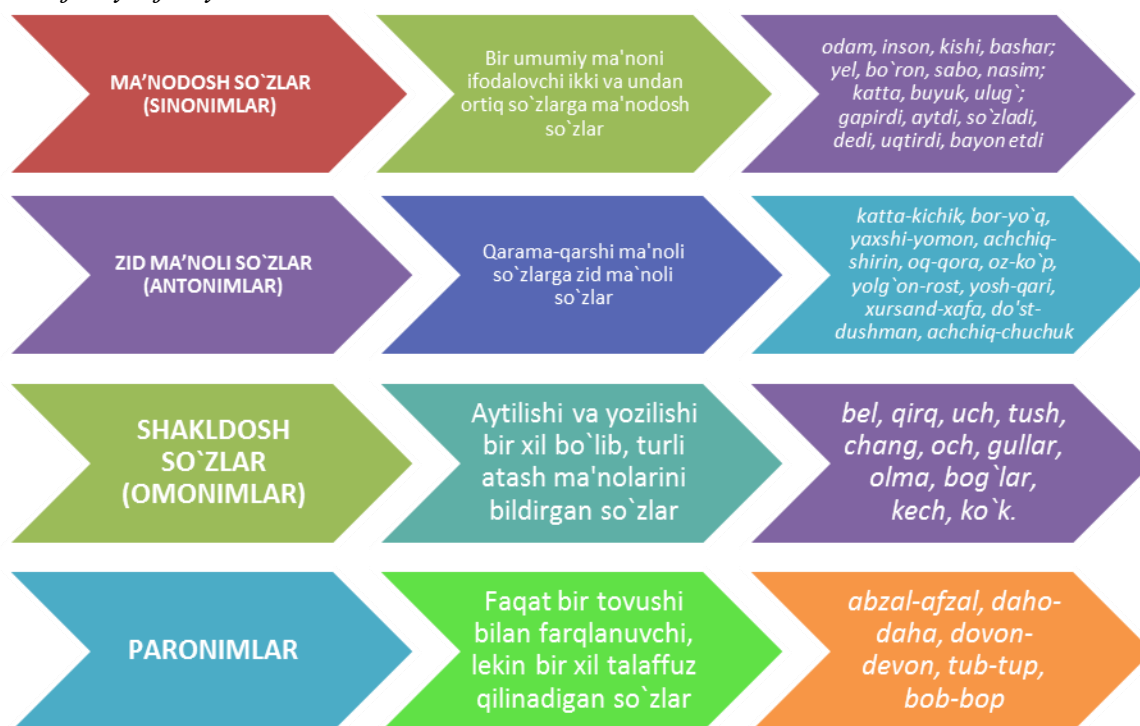 MA’NODOSH SO`ZLAR
(SINONIMLAR)
Bir umumiy ma'noni
ifodalovchi ikki va undan
ortiq so`zlarga ma'nodosh
so`zlar
odam, inson, kishi, bashar;
yel, bo`ron, sabo, nasim;
katta, buyuk, ulug`;
gapirdi, aytdi, so`zladi,
dedi, uqtirdi, bayon etdi
ZID MA’NOLI SO`ZLAR
(ANTONIMLAR)
Qarama-qarshi ma'noli
so`zlarga zid ma`noli
so`zlar
katta-kichik, bor-yo`q,
yaxshi-yomon, achchiq-
shirin, oq-qora, oz-ko`p,
yolg`on-rost, yosh-qari,
xursand-xafa, do'st-
dushman, achchiq-chuchuk
SHAKLDOSH
SO`ZLAR
(OMONIMLAR)
Aytilishi va yozilishi
bir xil bo`lib, turli
atash ma'nolarini
bildirgan so`zlar
bel, qirq, uch, tush,
chang, och, gullar,
olma, bog`lar,
kech, ko`k.
PARONIMLAR
Faqat bir tovushi
bilan farqlanuvchi,
lekin bir xil talaffuz
qilinadigan so`zlar
abzal-afzal, daho-
daha, dovon-
devon, tub-tup,
bob-bop